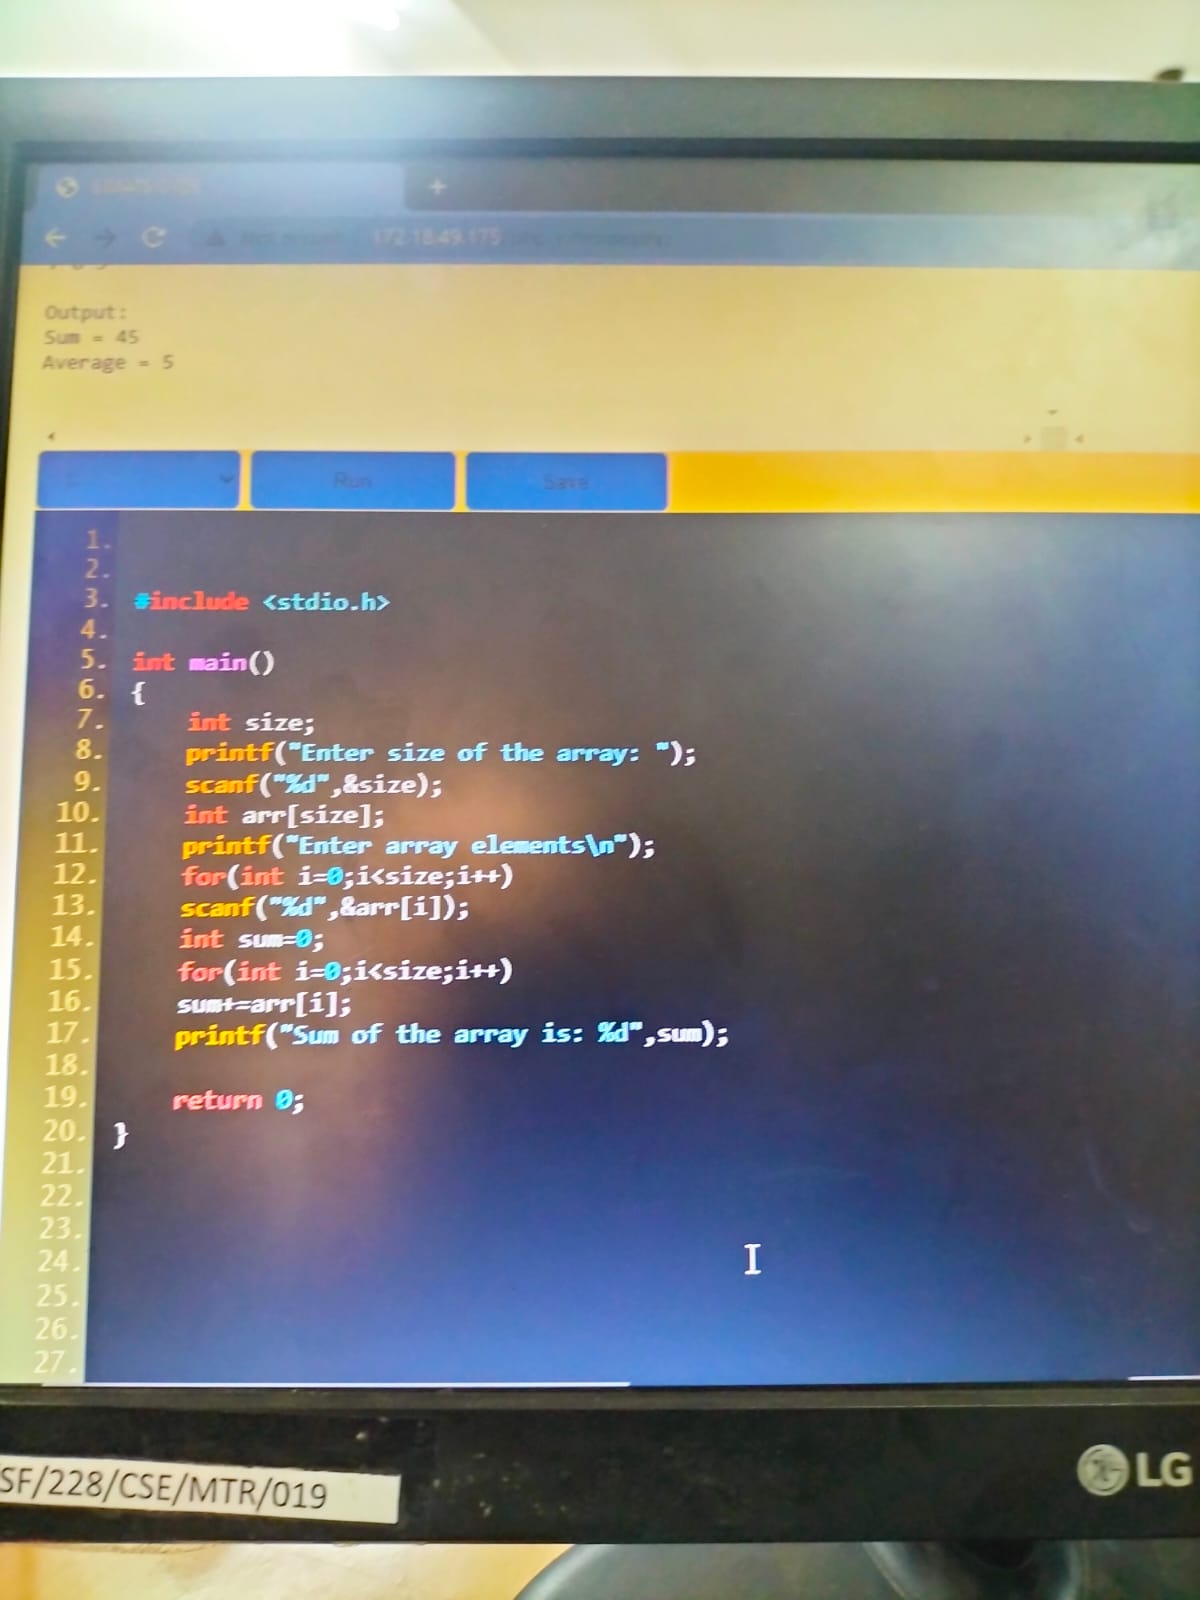 +
172.18.49.175
Output:
Sum = 45
Average = 5
Run
Save
1.
2.
3. #include <stdio.h>
4.
5. int main()
6. {
7. int size;
8. printf("Enter size of the array: ");
9. scanf("%d",&size);
10. int arr[size];
11. printf("Enter array elements\n");
12. for(int i=0;i<size;i++)
13. scanf("%d",&arr[i]);
14. int sum=0;
15. for(int i=0;i<size;i++)
16. sum+=arr[i];
17. printf("Sum of the array is: %d",sum);
18.
19. return 0;
20. }
21.
22.
23.
24.
25.
26.
27.
SF/228/CSE/MTR/019
LG